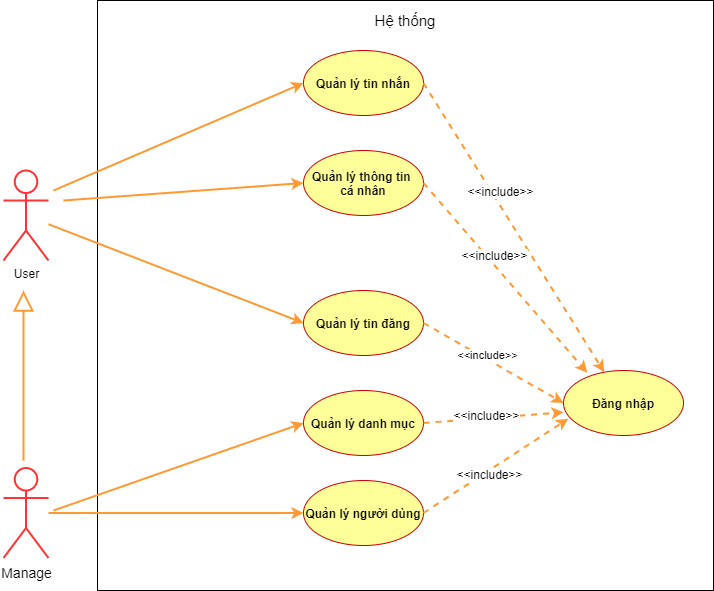 Hệ thống
Quản lý tin nhắn
Quản lý thông tin
cá nhân
<<include>>
<<include>>
User
Quản lý tin đăng
<<include>>
Đăng nhập
Quản lý danh mục
<<include>>
<<include>>
Quản lý người dùng
Manage